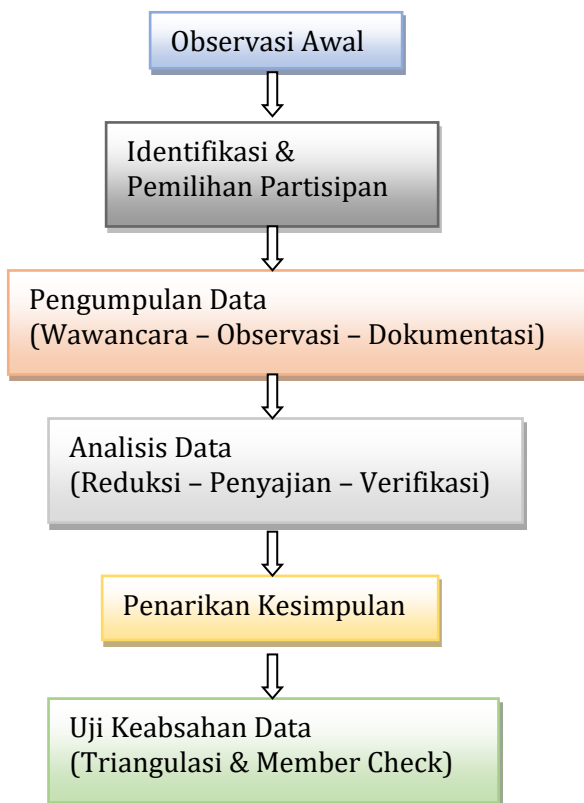 Observasi Awal
Identifikasi &
Pemilihan Partisipan
Pengumpulan Data
(Wawancara – Observasi – Dokumentasi)
Analisis Data
(Reduksi – Penyajian – Verifikasi)
Penarikan Kesimpulan
Uji Keabsahan Data
(Triangulasi & Member Check)